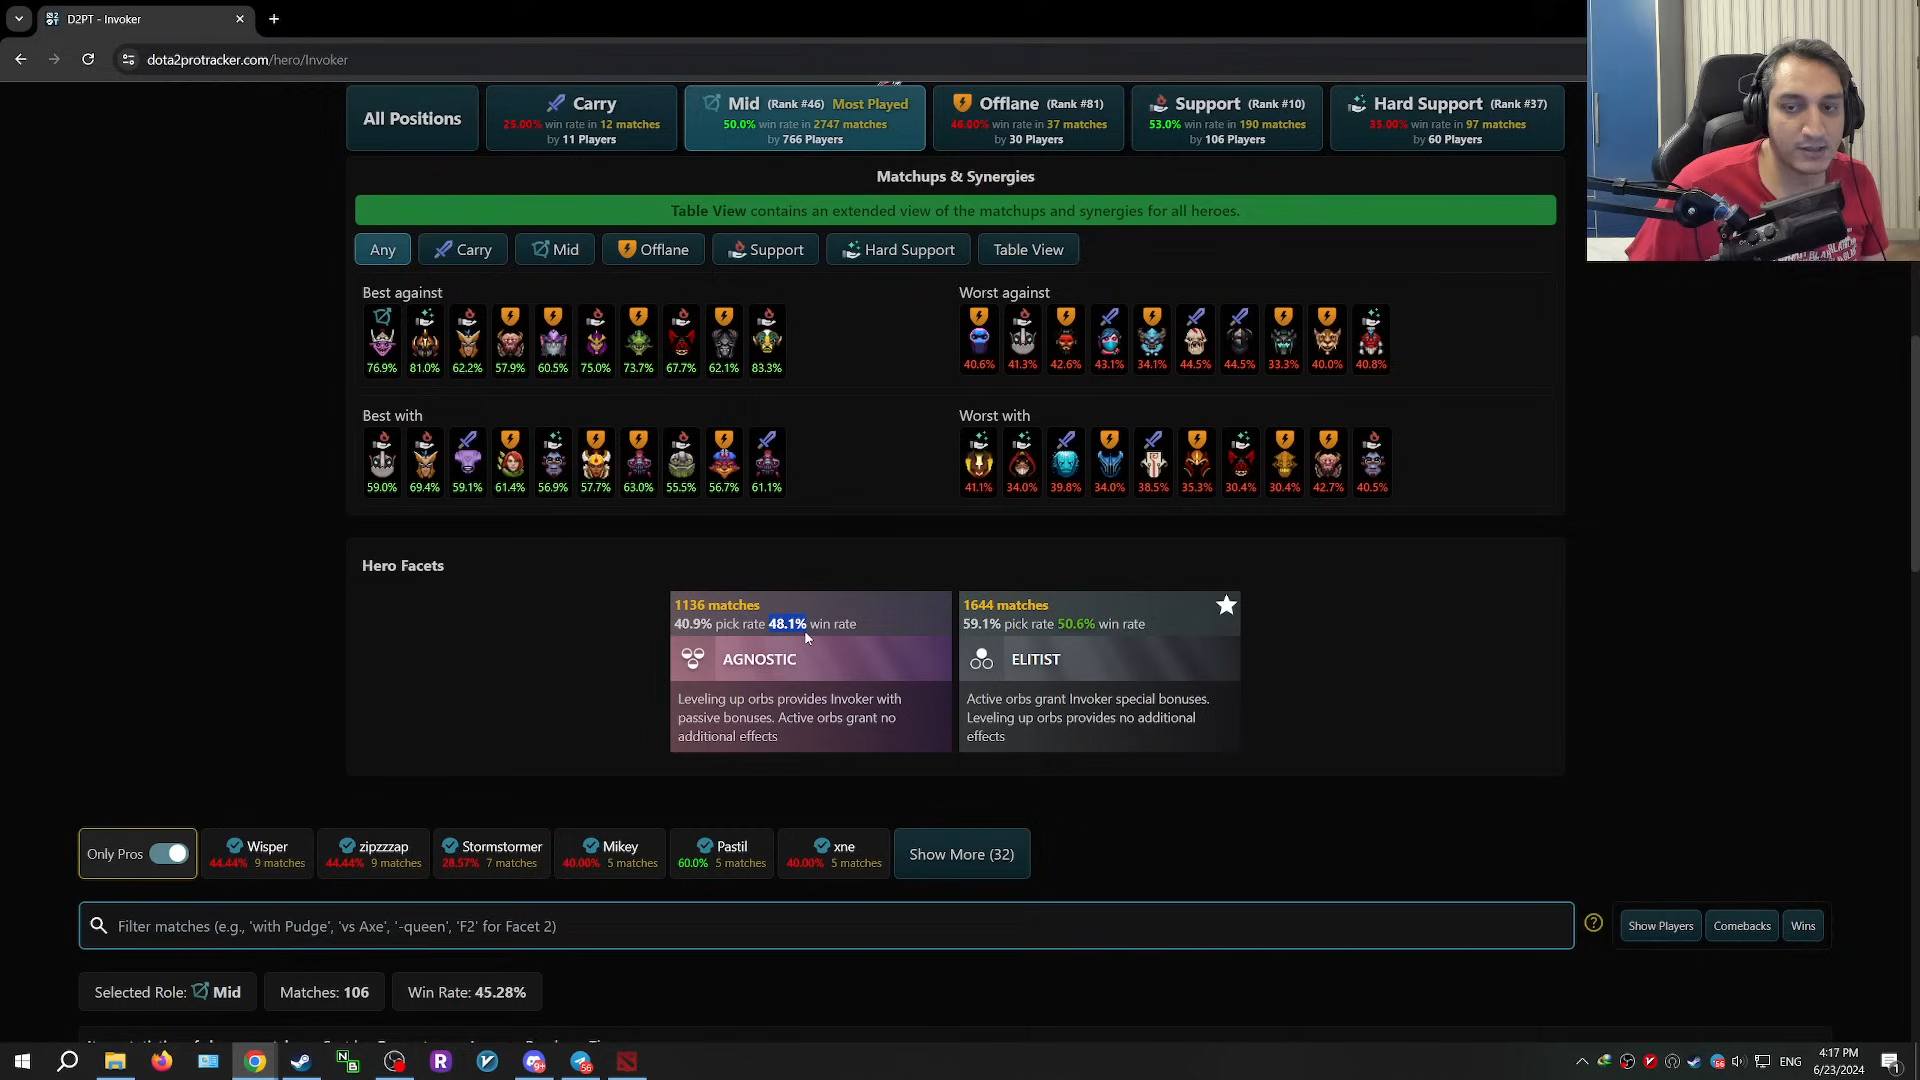 D2PT - Invoker
dota2protracker.com/hero/Invoker
All Positions
Carry
25.00% win rate in 12 matches
by 11 Players
Mid (Rank #46) Most Played
50.0% win rate in 2747 matches
by 766 Players
Offlane (Rank #81)
46.00% win rate in 37 matches
by 30 Players
Support (Rank #10)
53.0% win rate in 190 matches
by 106 Players
Hard Support (Rank #37)
35.00% win rate in 97 matches
by 60 Players
Matchups & Synergies
Table View contains an extended view of the matchups and synergies for all heroes.
Any Carry Mid Offlane Support Hard Support Table View
Best against
76.9% 81.0% 62.2% 57.9% 60.5% 75.0% 73.7% 67.7% 62.1% 83.3%
Worst against
40.6% 41.3% 42.6% 43.1% 34.1% 44.5% 44.5% 33.3% 40.0% 40.8%
Best with
59.0% 69.4% 59.1% 61.4% 56.9% 57.7% 63.0% 55.5% 56.7% 61.1%
Worst with
41.1% 34.0% 39.8% 34.0% 38.5% 35.3% 30.4% 30.4% 42.7% 40.5%
Hero Facets
1136 matches
40.9% pick rate 48.1% win rate
AGNOSTIC
Leveling up orbs provides Invoker with
passive bonuses. Active orbs grant no
additional effects
1644 matches
59.1% pick rate 50.6% win rate
ELITIST
Active orbs grant Invoker special bonuses.
Leveling up orbs provides no additional
effects
Only Pros
Wisper
44.44% 9 matches
zipzzzap
44.44% 9 matches
Stormstormer
28.57% 7 matches
Mikey
40.00% 5 matches
Pastil
60.0% 5 matches
xne
40.00% 5 matches
Show More (32)
Filter matches (e.g., 'with Pudge', 'vs Axe', '-queen', 'F2' for Facet 2)
Show Players Comebacks Wins
Selected Role: Mid
Matches: 106
Win Rate: 45.28%
ENG
4:17 PM
6/23/2024